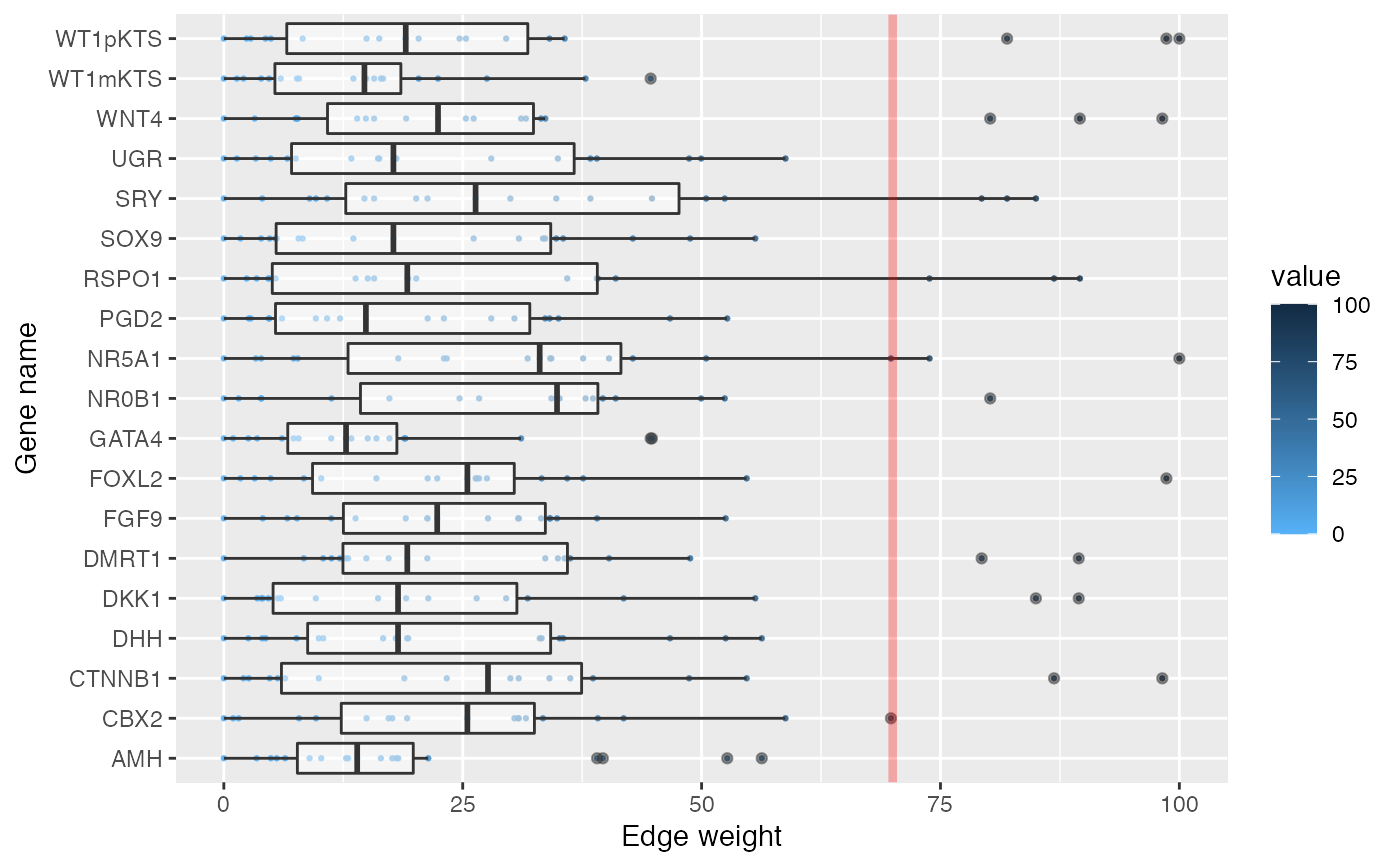 WT1pKTS
WT1mKTS
WNT4
UGR
SRY
SOX9
RSPO1
PGD2
NR5A1
NR0B1
GATA4
FOXL2
FGF9
DMRT1
DKK1
DHH
CTNNB1
CBX2
AMH
Gene name
0 25 50 75 100
Edge weight
value
100
75
50
25
0